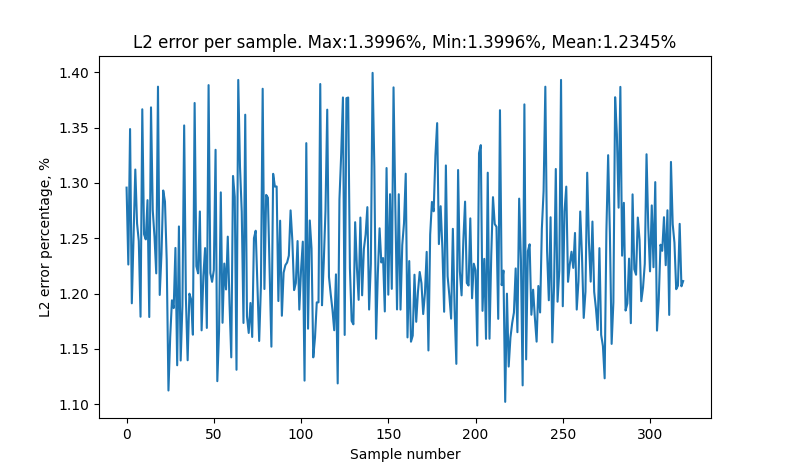 L2 error per sample. Max:1.3996%, Min:1.3996%, Mean:1.2345%
1.40
1.35
1.30
1.25
1.20
1.15
1.10
L2 error percentage, %
0 50 100 150 200 250 300
Sample number